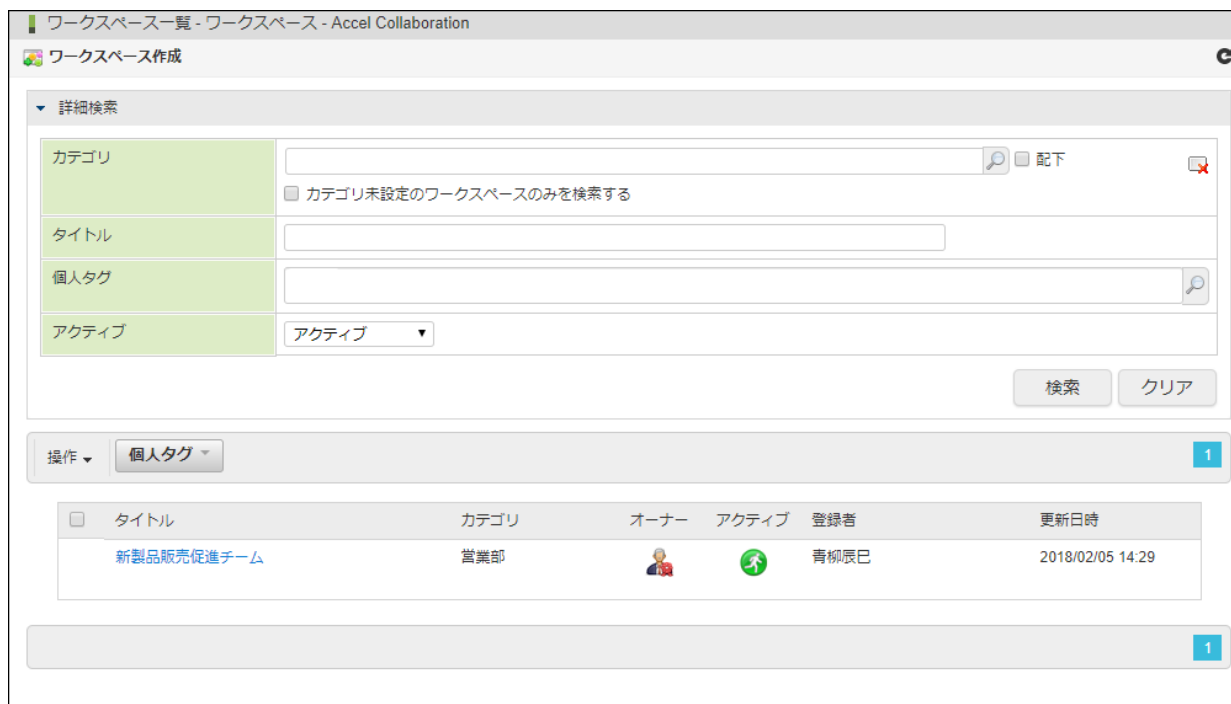 ワークスペース一覧 - ワークスペース - Accel Collaboration
ワークスペース作成
詳細検索
カテゴリ 配下
カテゴリ未設定のワークスペースのみを検索する
タイトル
個人タグ
アクティブ アクティブ
検索 クリア
操作 個人タグ 1
タイトル カテゴリ オーナー アクティブ 登録者 更新日時
新製品販売促進チーム 営業部 青柳辰巳 2018/02/05 14:29
1